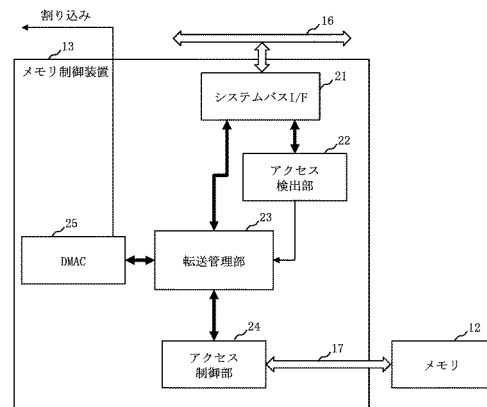 割り込み
16
13
メモリ制御装置
21
システムバスI/F
22
アクセス
検出部
23
25
転送管理部
DMAC
24
12
アクセス
制御部
17
メモリ